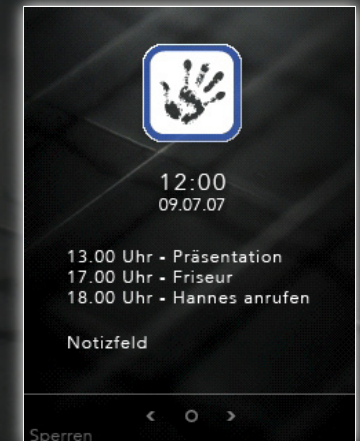 12:00
09.07.07
13.00 Uhr - Präsentation
17.00 Uhr - Friseur
18.00 Uhr - Hannes anrufen
Notizfeld
Sperren